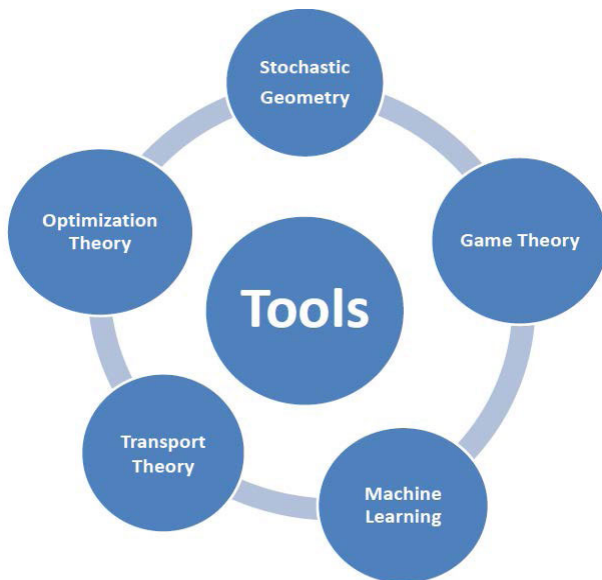 Stochastic
Geometry
Optimization
Theory
Game Theory
Tools
Transport
Theory
Machine
Learning